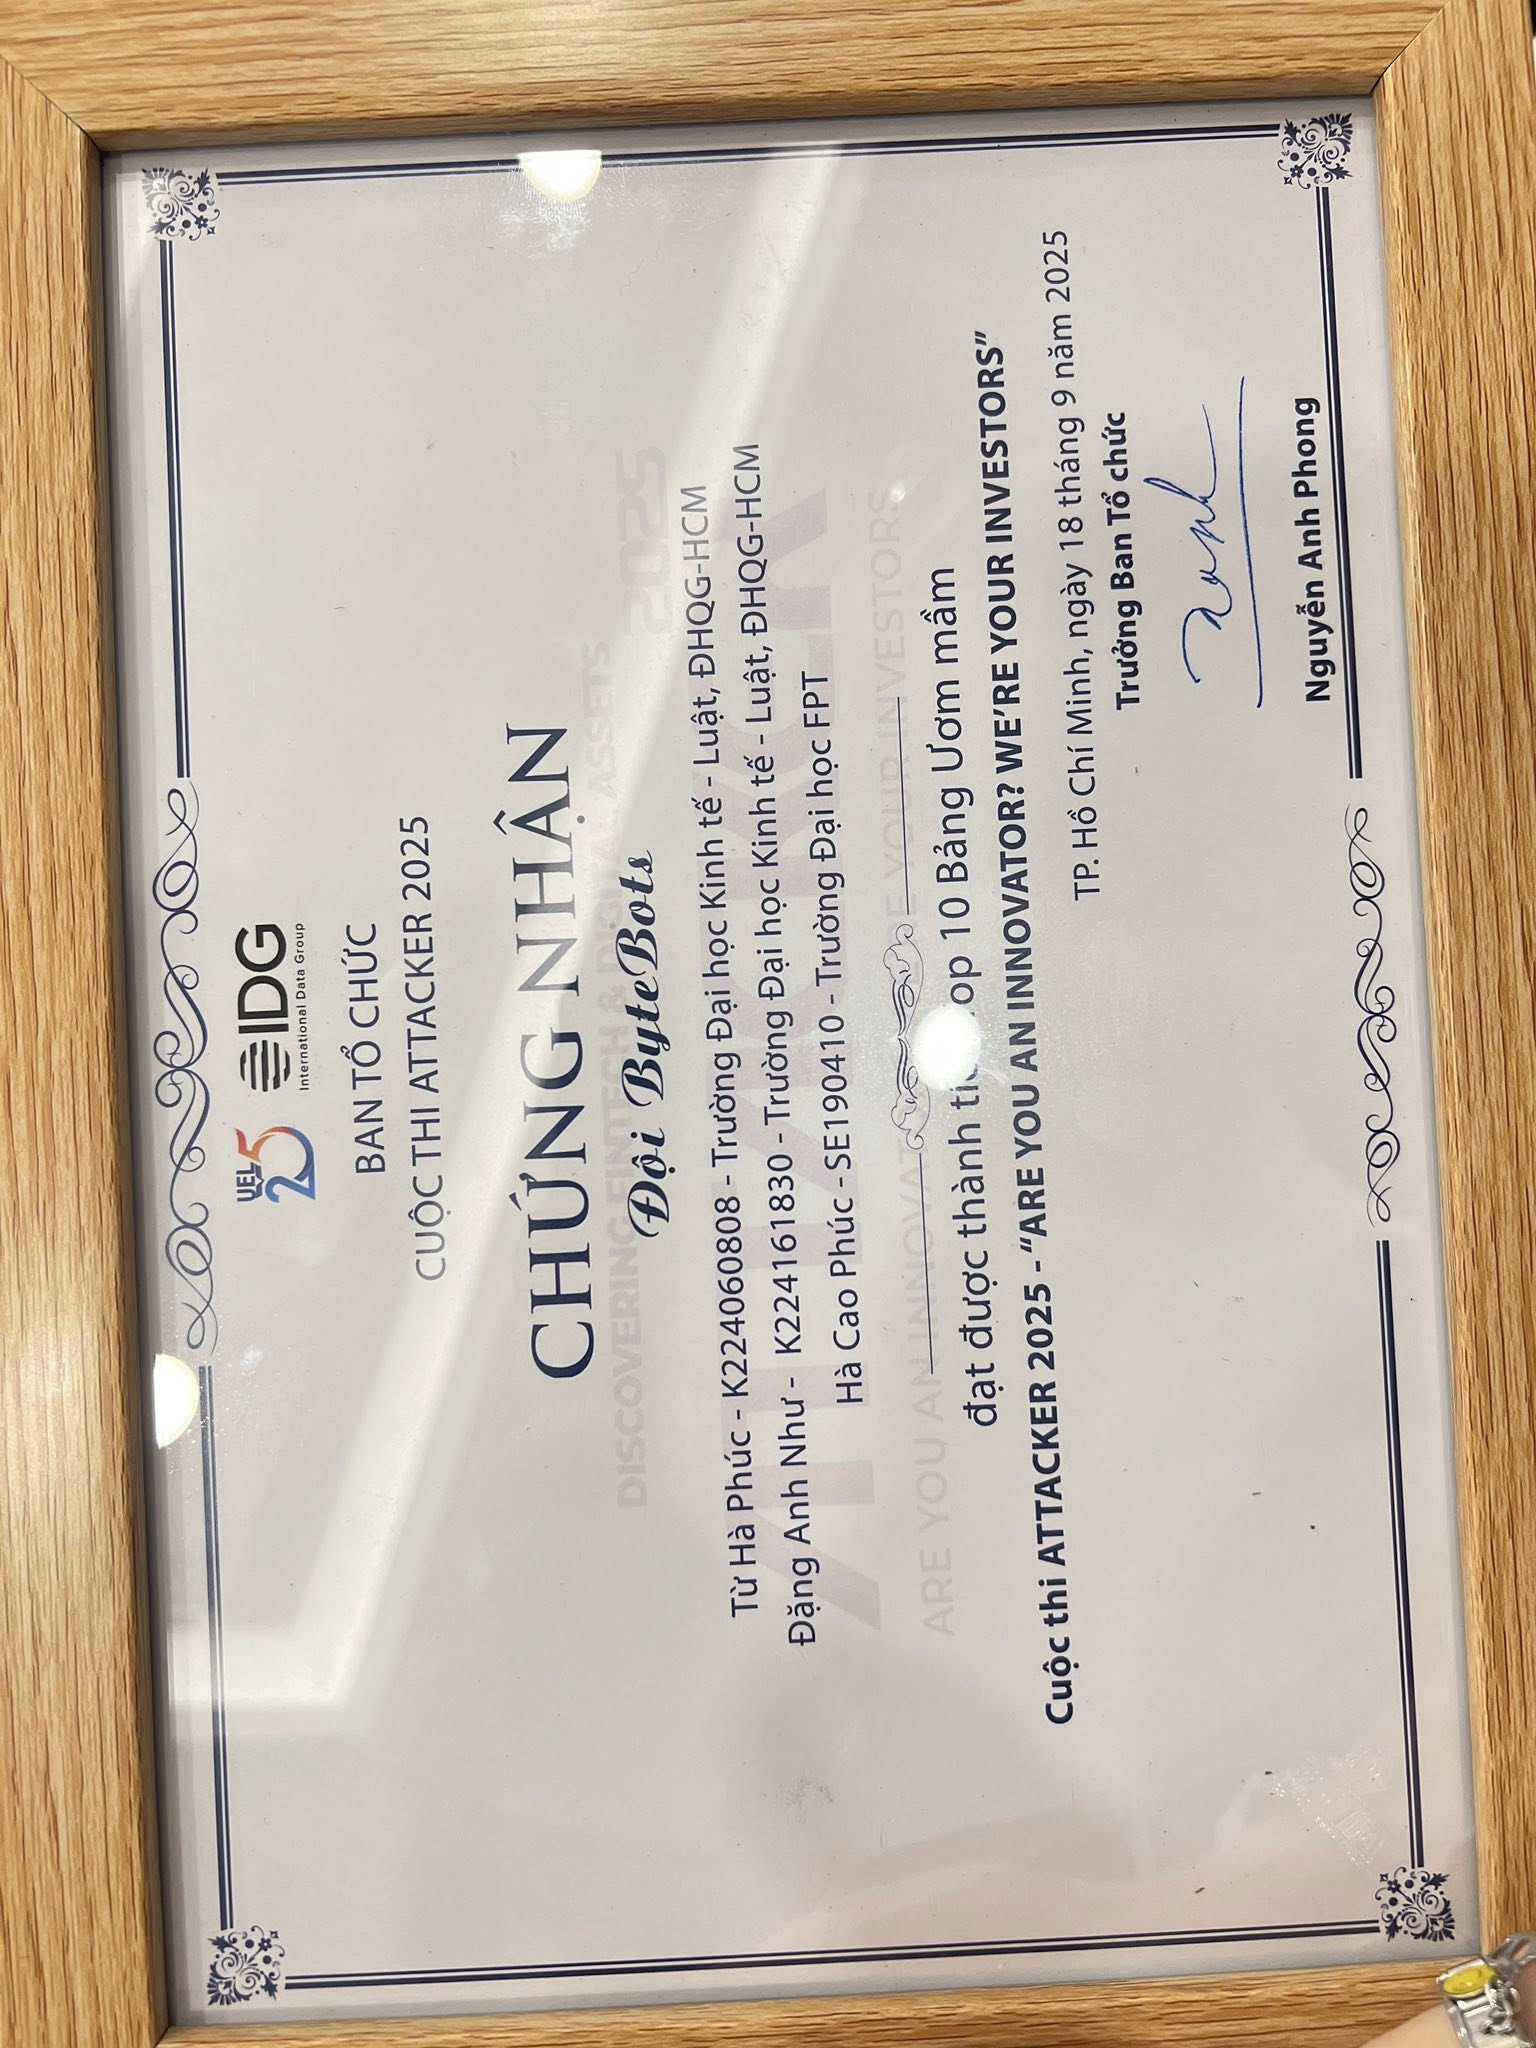 UEL 25
IDG
International Data Group
BAN TỔ CHỨC
CUỘC THI ATTACKER 2025
CHỨNG NHẬN
DISCOVERING FINTECH & DIGITAL ASSETS 2025
Đội ByteBots
Từ Hà Phúc - K224060808 - Trường Đại học Kinh tế - Luật, ĐHQG-HCM
Đặng Anh Như - K224161830 - Trường Đại học Kinh tế - Luật, ĐHQG-HCM
ATTACKER
Hà Cao Phúc - SE190410 - Trường Đại học FPT
ARE YOU AN INNOVAT BE YOUR INVESTORS
đạt được thành 10 Bảng Ươm mầm
Cuộc thi ATTACKER 2025 - “ARE YOU AN INNOVATOR? WE’RE YOUR INVESTORS”
TP. Hồ Chí Minh, ngày 18 tháng 9 năm 2025
Trưởng Ban Tổ chức
Nguyễn Anh Phong